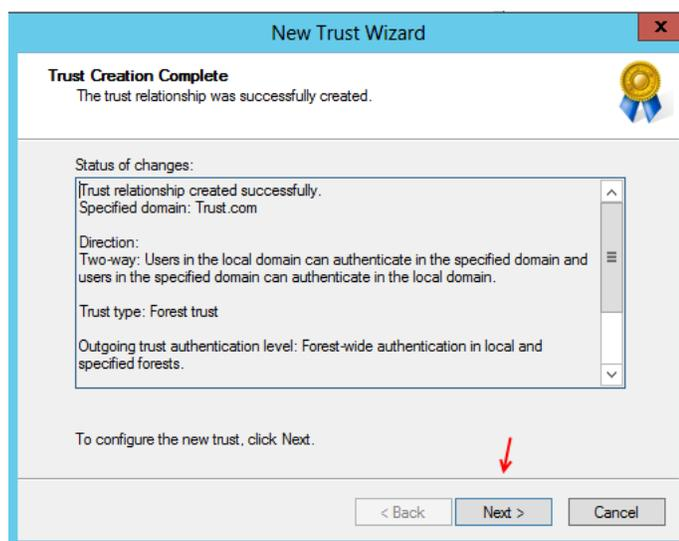 New Trust Wizard
x
Trust Creation Complete
The trust relationship was successfully created.
Status of changes:
Trust relationship created successfully.
Specified domain: Trust.com
Direction:
Two-way: Users in the local domain can authenticate in the specified domain and
users in the specified domain can authenticate in the local domain.
Trust type: Forest trust
Outgoing trust authentication level: Forest-wide authentication in local and
specified forests.
To configure the new trust, click Next.
< Back Next > Cancel